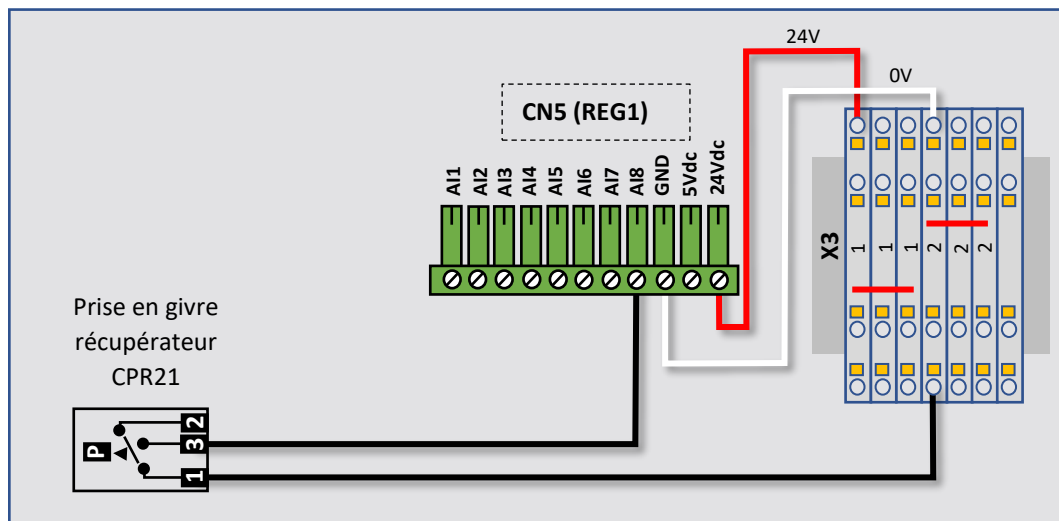 24V
0V
CN5 (REG1)
AI1
AI2
AI3
AI4
AI5
AI6
AI7
AI8
GND
5Vdc
24Vdc
X3
1
1
1
2
2
2
Prise en givre
récupérateur
CPR21
P
2
3
1